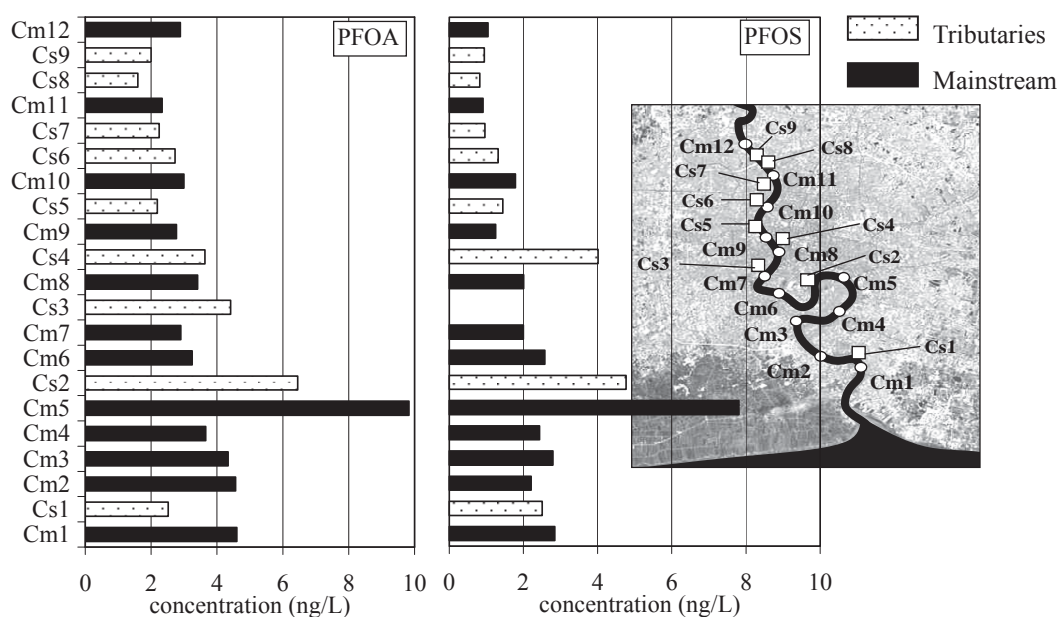 PFOA
PFOS
Tributaries
Mainstream
Cm12
Cs9
Cs8
Cm11
Cs7
Cs6
Cm10
Cs5
Cm9
Cs4
Cm8
Cs3
Cm7
Cm6
Cs2
Cm5
Cm4
Cm3
Cm2
Cs1
Cm1
0 2 4 6 8 10
concentration (ng/L)
0 2 4 6 8 10
concentration (ng/L)
Cs9
Cm12
Cs8
Cs7
Cm11
Cs6
Cm10
Cs5
Cs4
Cm9
Cm8
Cs2
Cs3
Cm7
Cm5
Cm6
Cm4
Cm3
Cs1
Cm2
Cm1